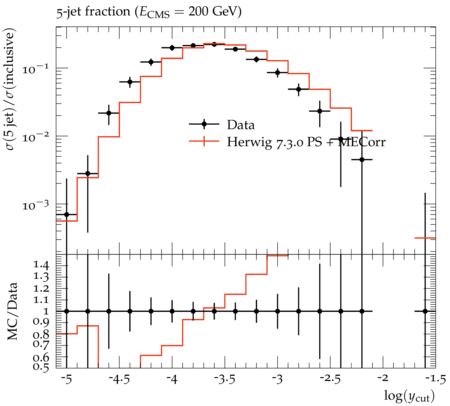 5-jet fraction (E_CMS = 200 GeV)
σ(5 jet)/σ(inclusive)
10⁻¹
10⁻²
10⁻³
Data
Herwig 7.3.0 PS + MECorr
MC/Data
1.4
1.3
1.2
1.1
1
0.9
0.8
0.7
0.6
0.5
-5 -4.5 -4 -3.5 -3 -2.5 -2 -1.5
log(y_cut)